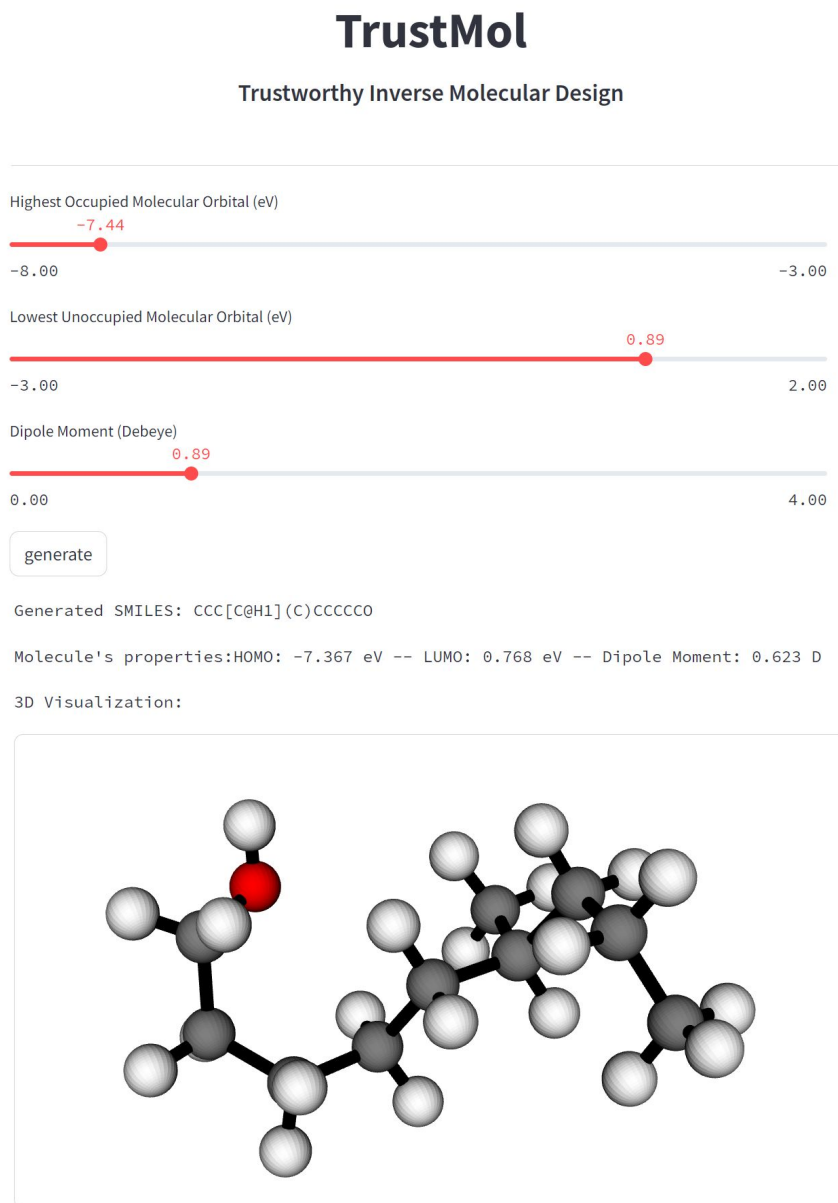 TrustMol
Trustworthy Inverse Molecular Design
Highest Occupied Molecular Orbital (eV)
-7.44
-8.00 -3.00
Lowest Unoccupied Molecular Orbital (eV)
0.89
-3.00 2.00
Dipole Moment (Debeye)
0.89
0.00 4.00
generate
Generated SMILES: CCC[C@H1](C)CCCCCO
Molecule's properties:HOMO: -7.367 eV -- LUMO: 0.768 eV -- Dipole Moment: 0.623 D
3D Visualization: